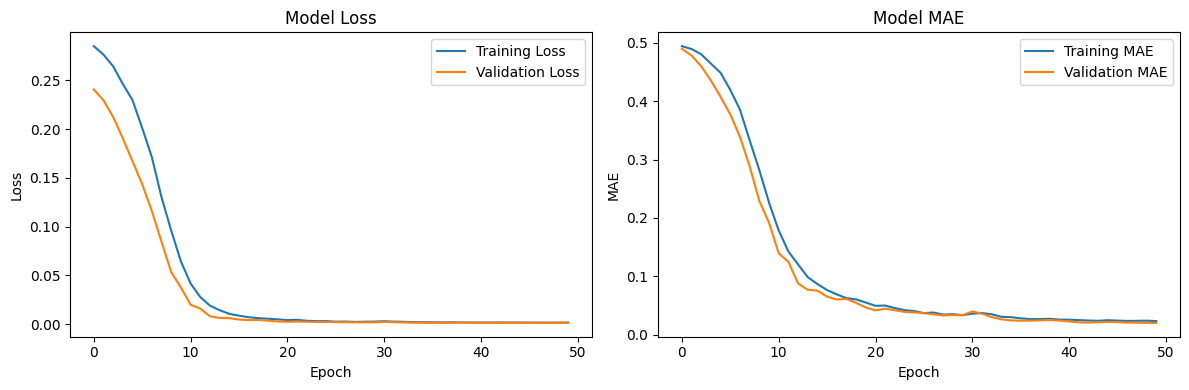 Model Loss
Training Loss
Validation Loss
0.25
0.20
0.15
0.10
0.05
0.00
Loss
0
10
20
30
40
50
Epoch
Model MAE
Training MAE
Validation MAE
0.5
0.4
0.3
0.2
0.1
0.0
MAE
0
10
20
30
40
50
Epoch